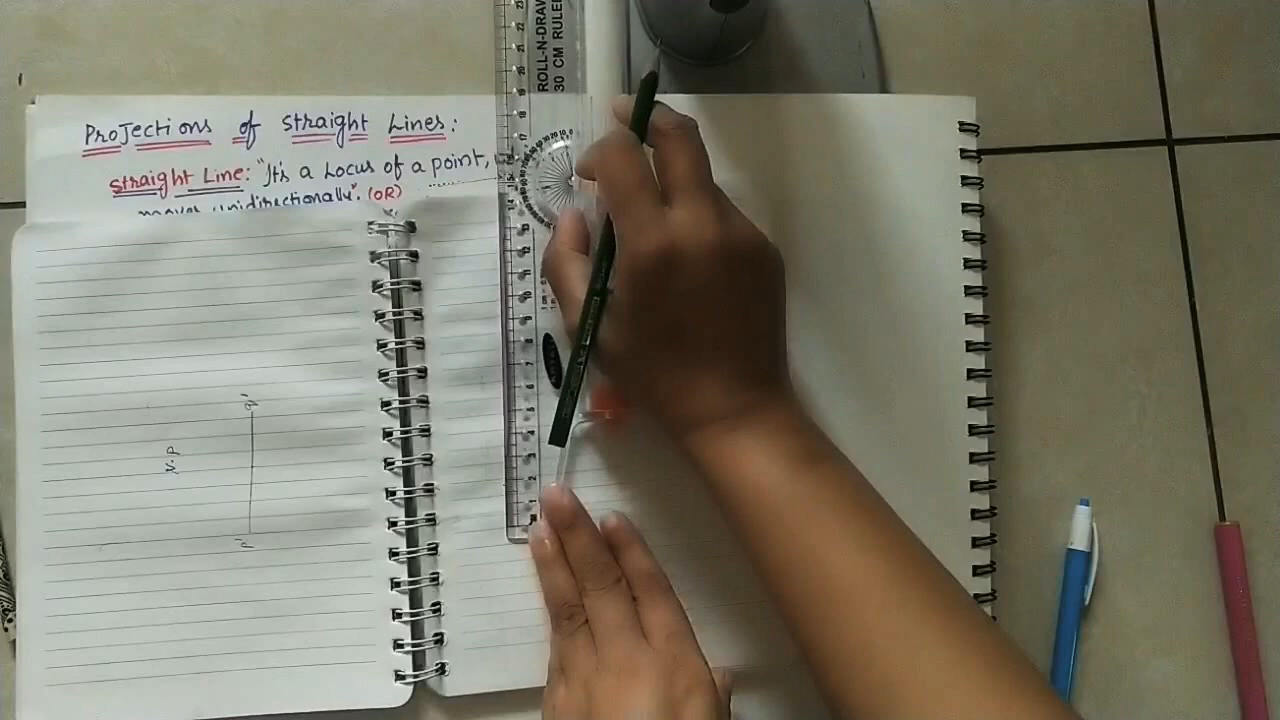 ProJections of straight Lines:
straight Line: "It's a Locus of a point,
moves unidirectionally". (OR)
ROLL-N-DRAW
30 CM RULER
V.P